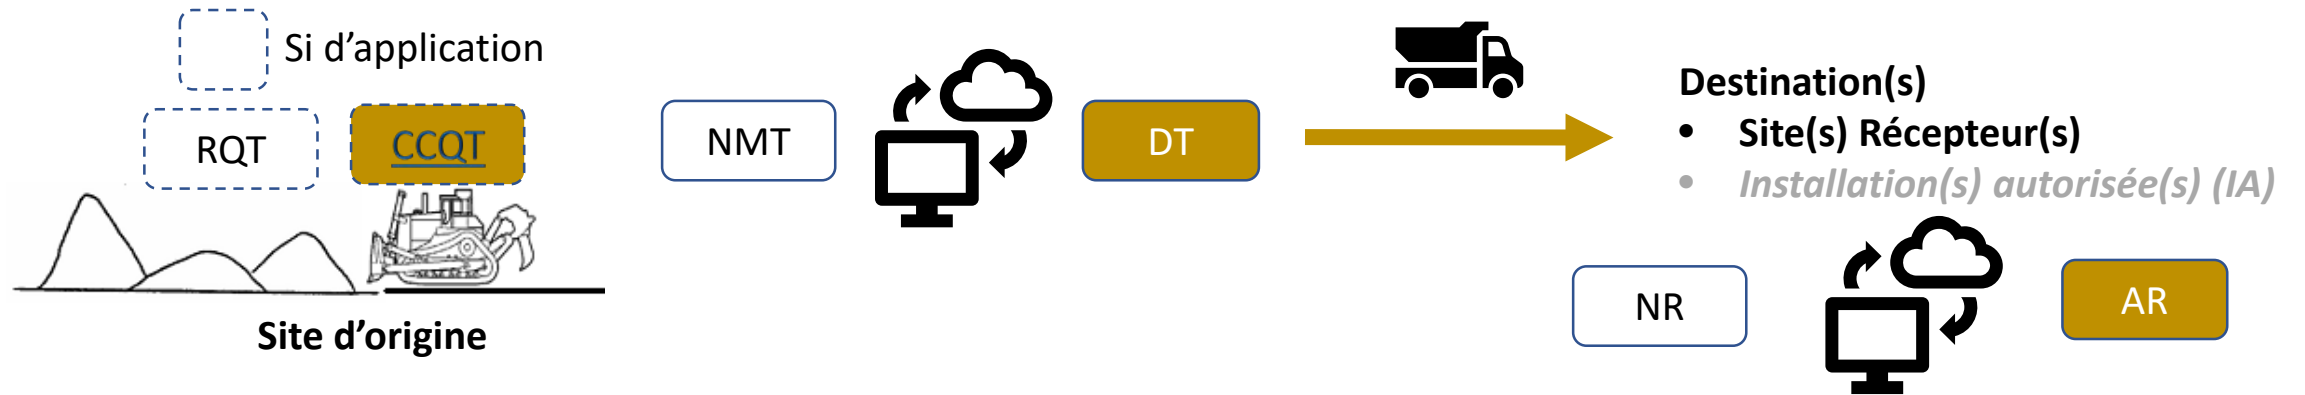 Si d’application
RQT
CCQT
Site d’origine
NMT
DT
Destination(s)
• Site(s) Récepteur(s)
• Installation(s) autorisée(s) (IA)
NR
AR